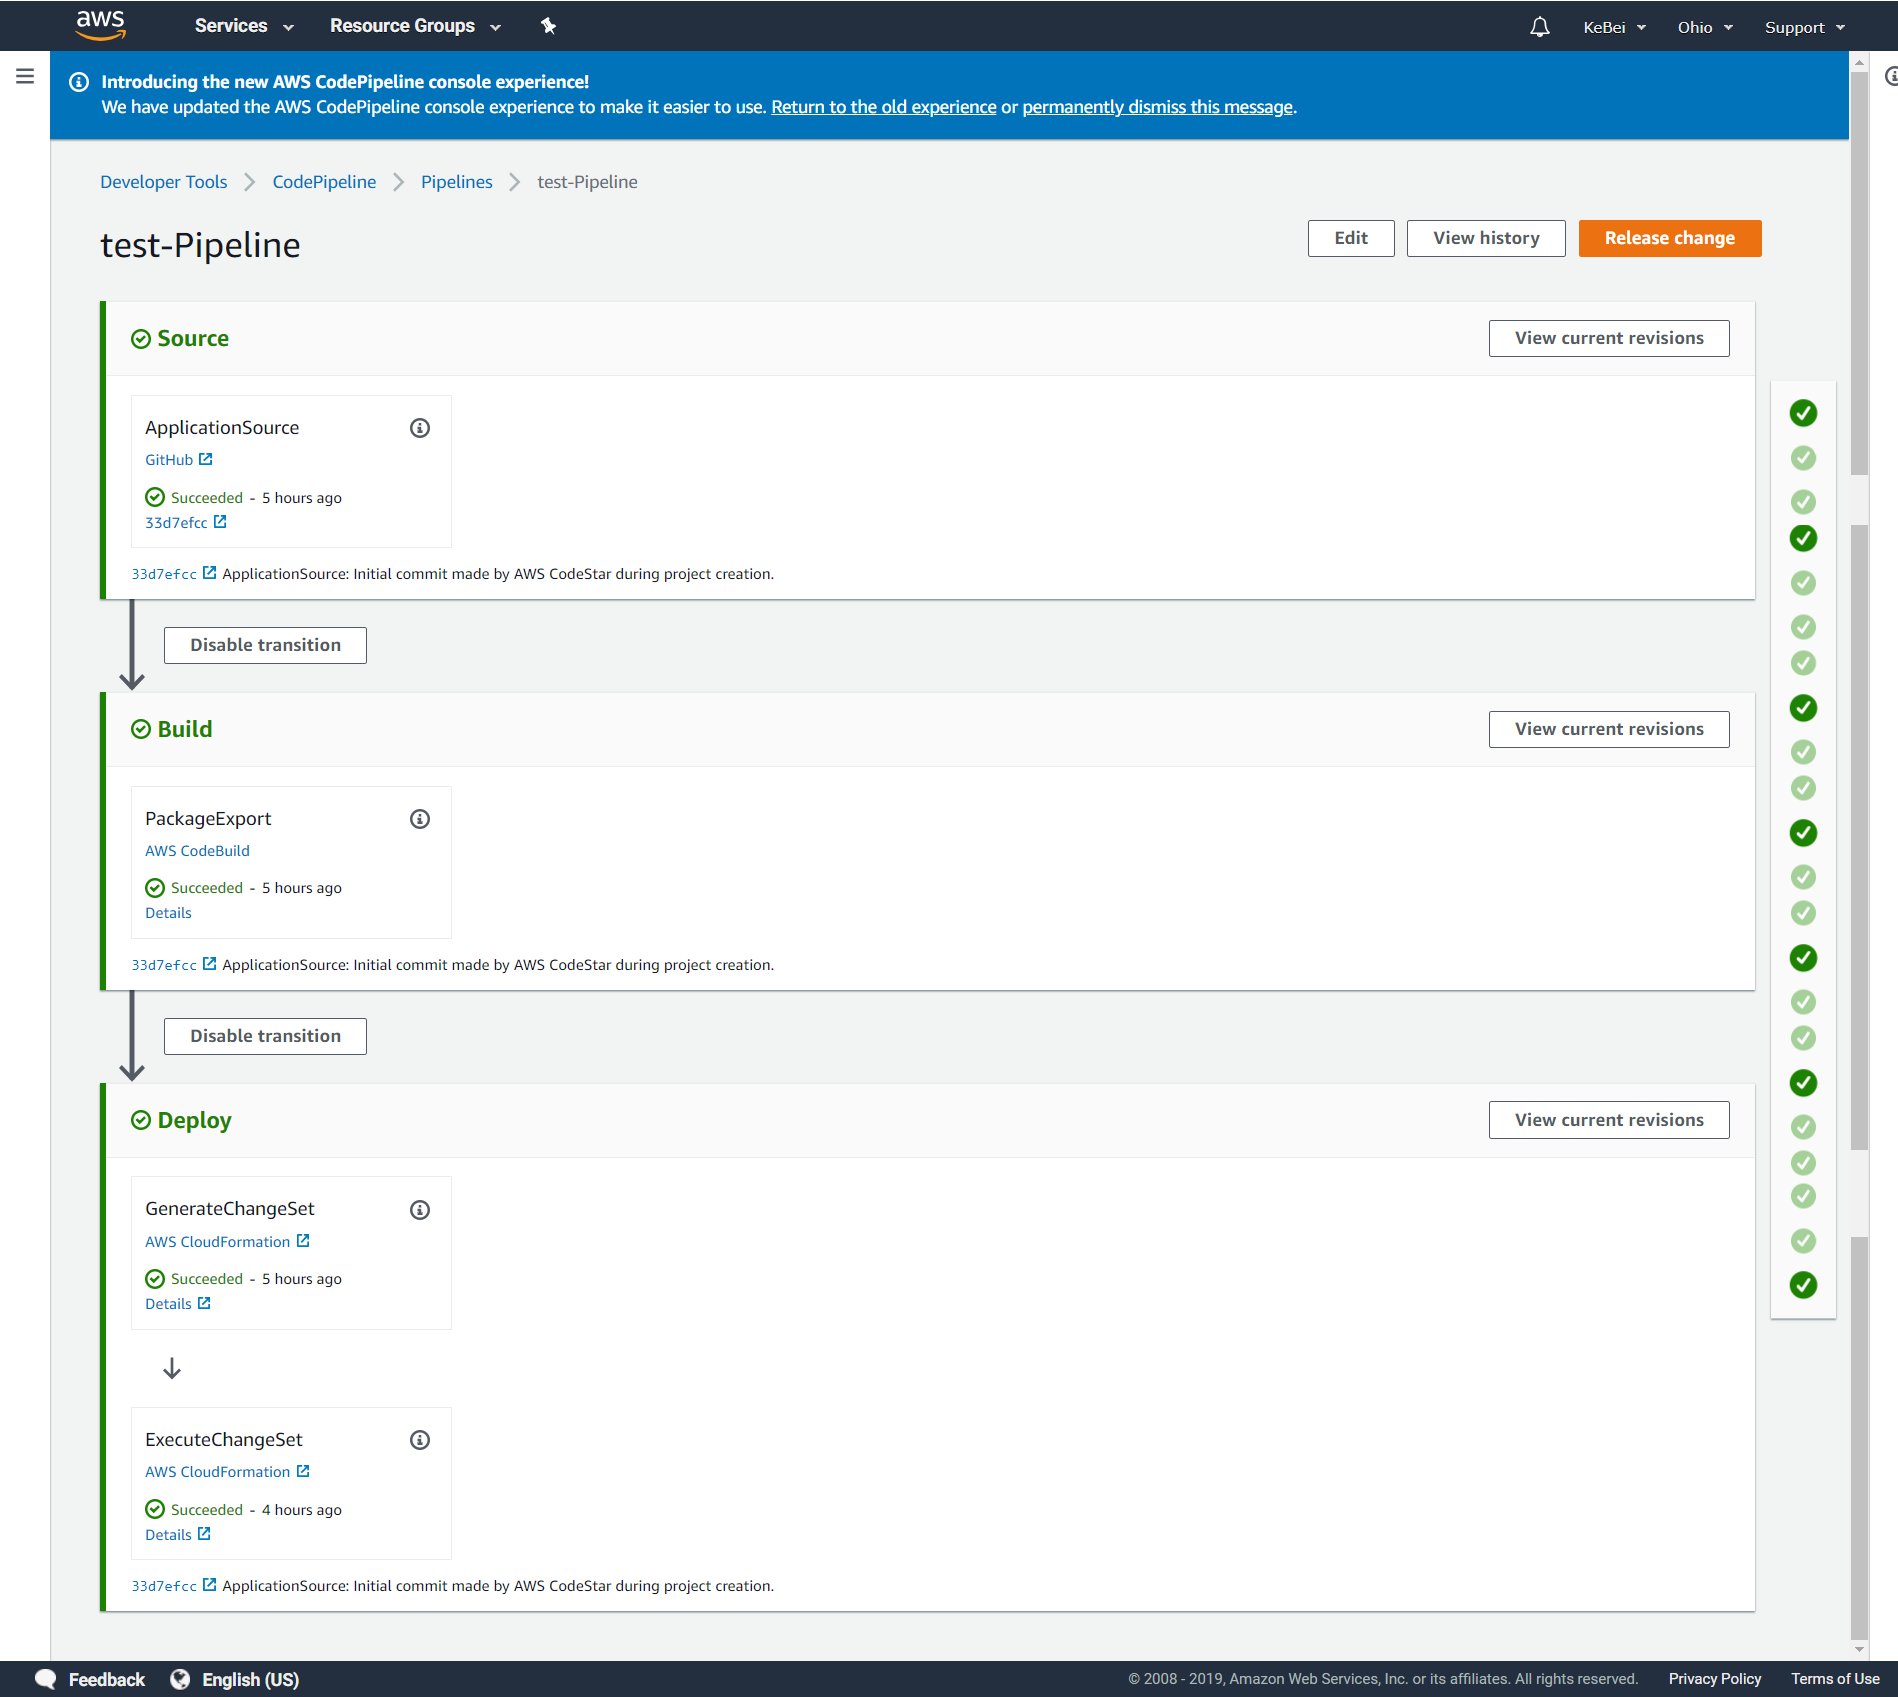 aws Services Resource Groups KeBei Ohio Support
Introducing the new AWS CodePipeline console experience!
We have updated the AWS CodePipeline console experience to make it easier to use. Return to the old experience or permanently dismiss this message.
Developer Tools CodePipeline Pipelines test-Pipeline
test-Pipeline
Edit View history Release change
Source View current revisions
ApplicationSource
GitHub
Succeeded - 5 hours ago
33d7efcc
33d7efcc ApplicationSource: Initial commit made by AWS CodeStar during project creation.
Disable transition
Build View current revisions
PackageExport
AWS CodeBuild
Succeeded - 5 hours ago
Details
33d7efcc ApplicationSource: Initial commit made by AWS CodeStar during project creation.
Disable transition
Deploy View current revisions
GenerateChangeSet
AWS CloudFormation
Succeeded - 5 hours ago
Details
ExecuteChangeSet
AWS CloudFormation
Succeeded - 4 hours ago
Details
33d7efcc ApplicationSource: Initial commit made by AWS CodeStar during project creation.
Feedback English (US) © 2008 - 2019, Amazon Web Services, Inc. or its affiliates. All rights reserved. Privacy Policy Terms of Use